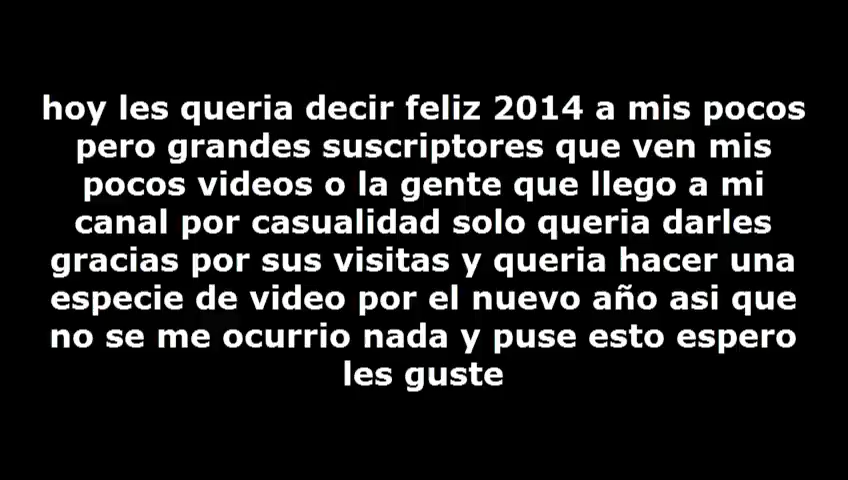 hoy les queria decir feliz 2014 a mis pocos
pero grandes suscriptores que ven mis
pocos videos o la gente que llego a mi
canal por casualidad solo queria darles
gracias por sus visitas y queria hacer una
especie de video por el nuevo año asi que
no se me ocurrio nada y puse esto espero
les guste